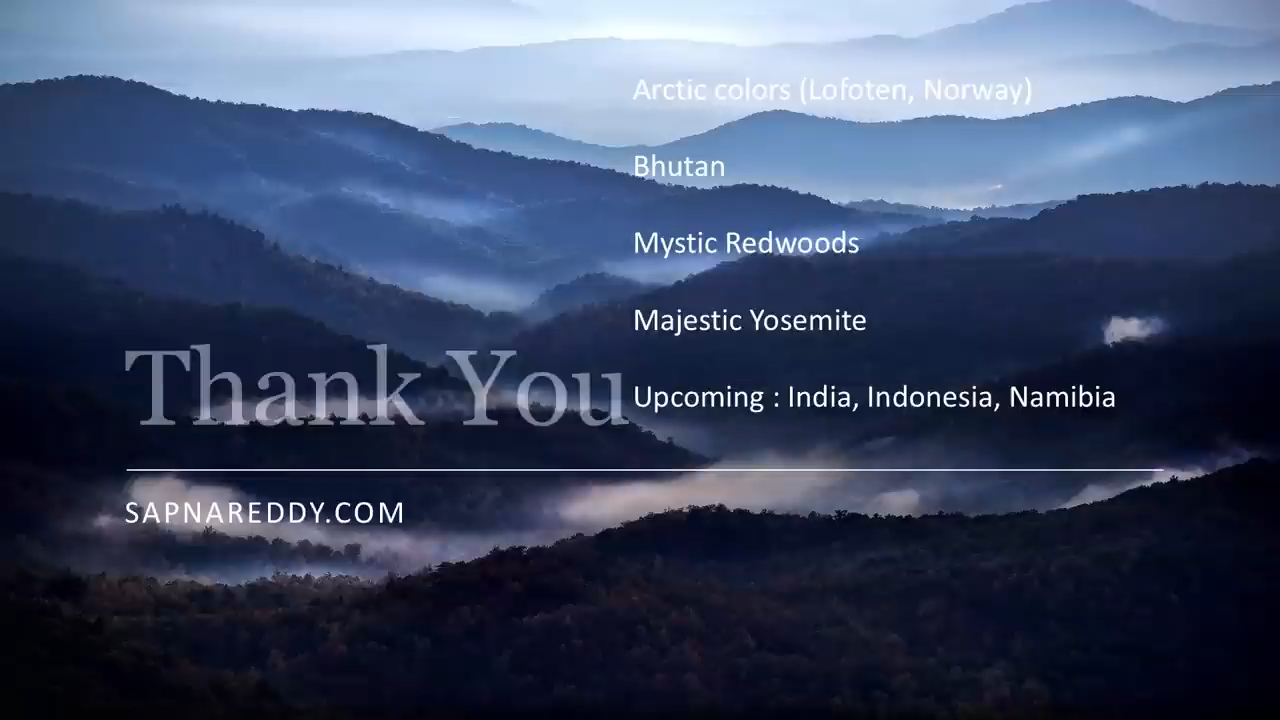 Arctic colors (Lofoten, Norway)
Bhutan
Mystic Redwoods
Majestic Yosemite
Upcoming : India, Indonesia, Namibia
Thank You
SAPNAREDDY.COM